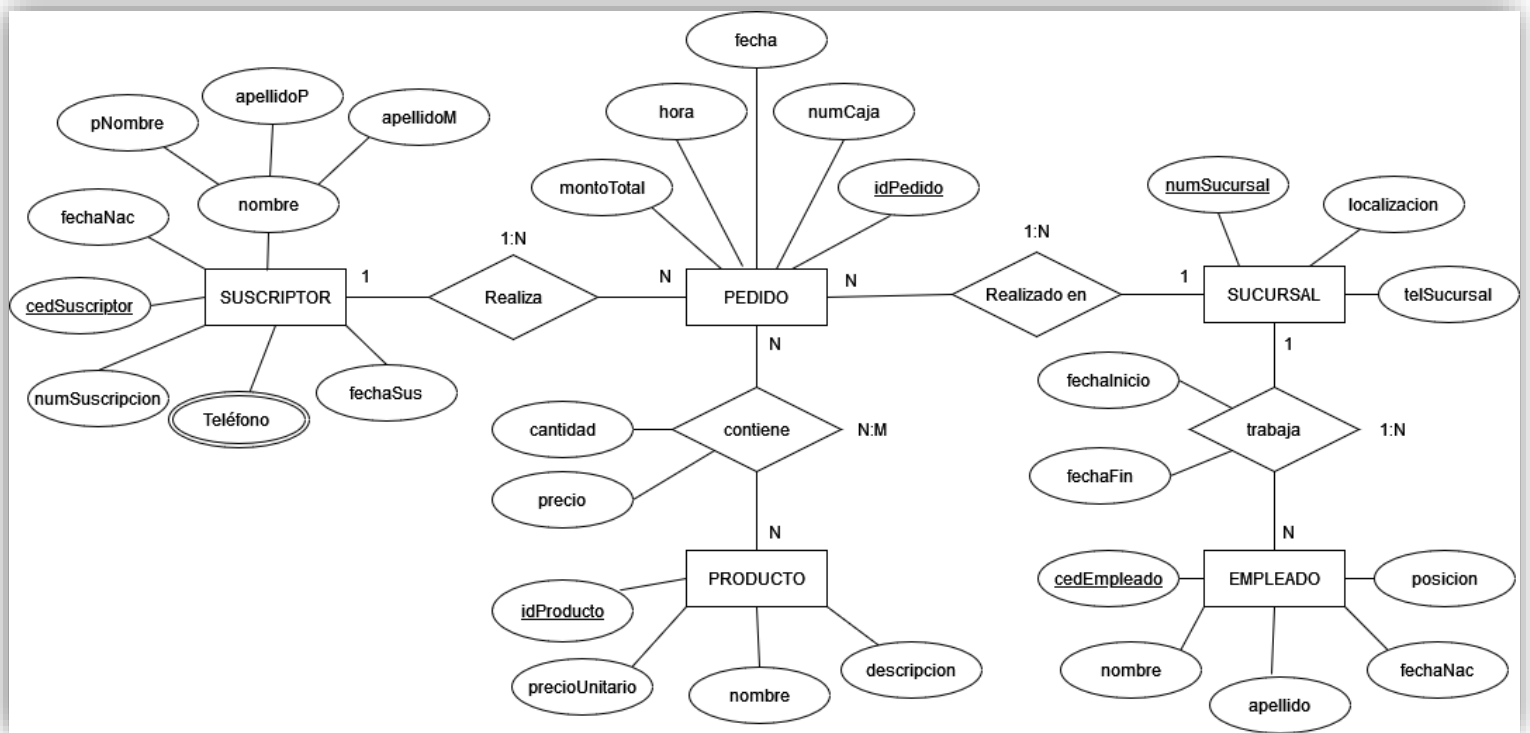 fecha
apellidoP
pNombre
apellidoM
hora
numCaja
montoTotal
idPedido
numSucursal
localizacion
fechaNac
nombre
1:N
1:N
cedSuscriptor
SUSCRIPTOR
1
Realiza
N
PEDIDO
N
Realizado en
1
SUCURSAL
telSucursal
numSuscripcion
Teléfono
fechaSus
N
1
fechaInicio
cantidad
contiene
N:M
trabaja
1:N
precio
fechaFin
N
N
idProducto
PRODUCTO
cedEmpleado
EMPLEADO
posicion
precioUnitario
nombre
descripcion
nombre
apellido
fechaNac